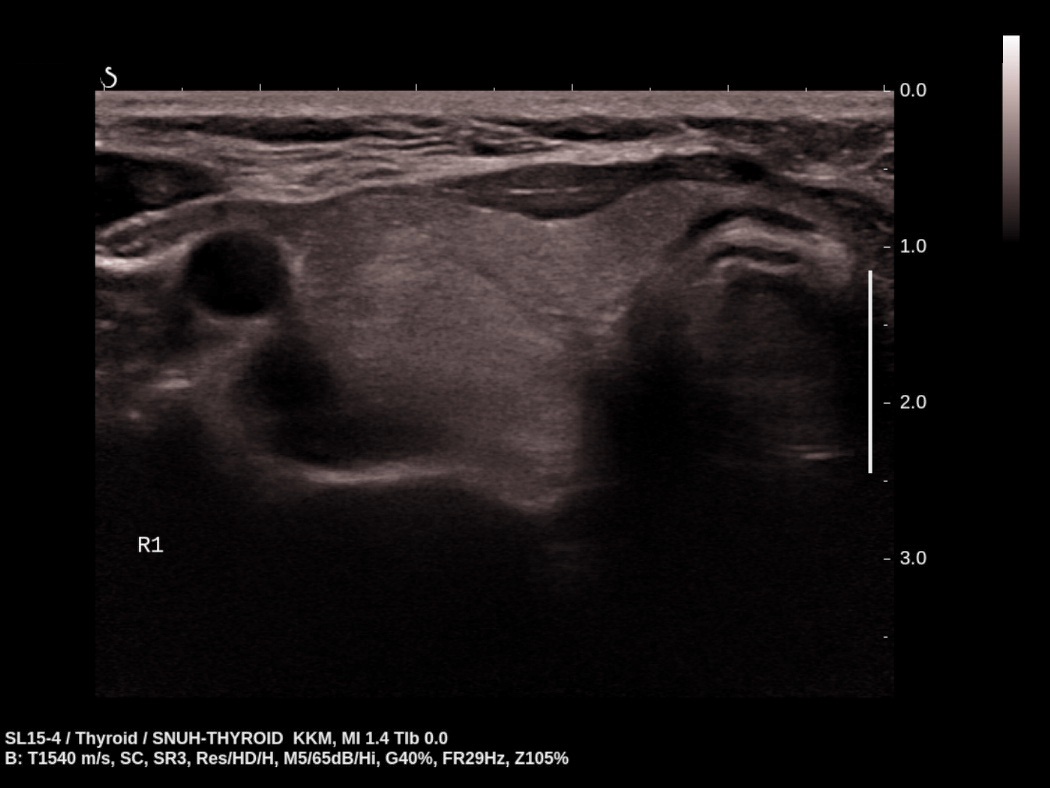 S
0.0
1.0
2.0
R1
3.0
SL15-4 / Thyroid / SNUH-THYROID KKM, MI 1.4 TIb 0.0
B: T1540 m/s, SC, SR3, Res/HD/H, M5/65dB/Hi, G40%, FR29Hz, Z105%